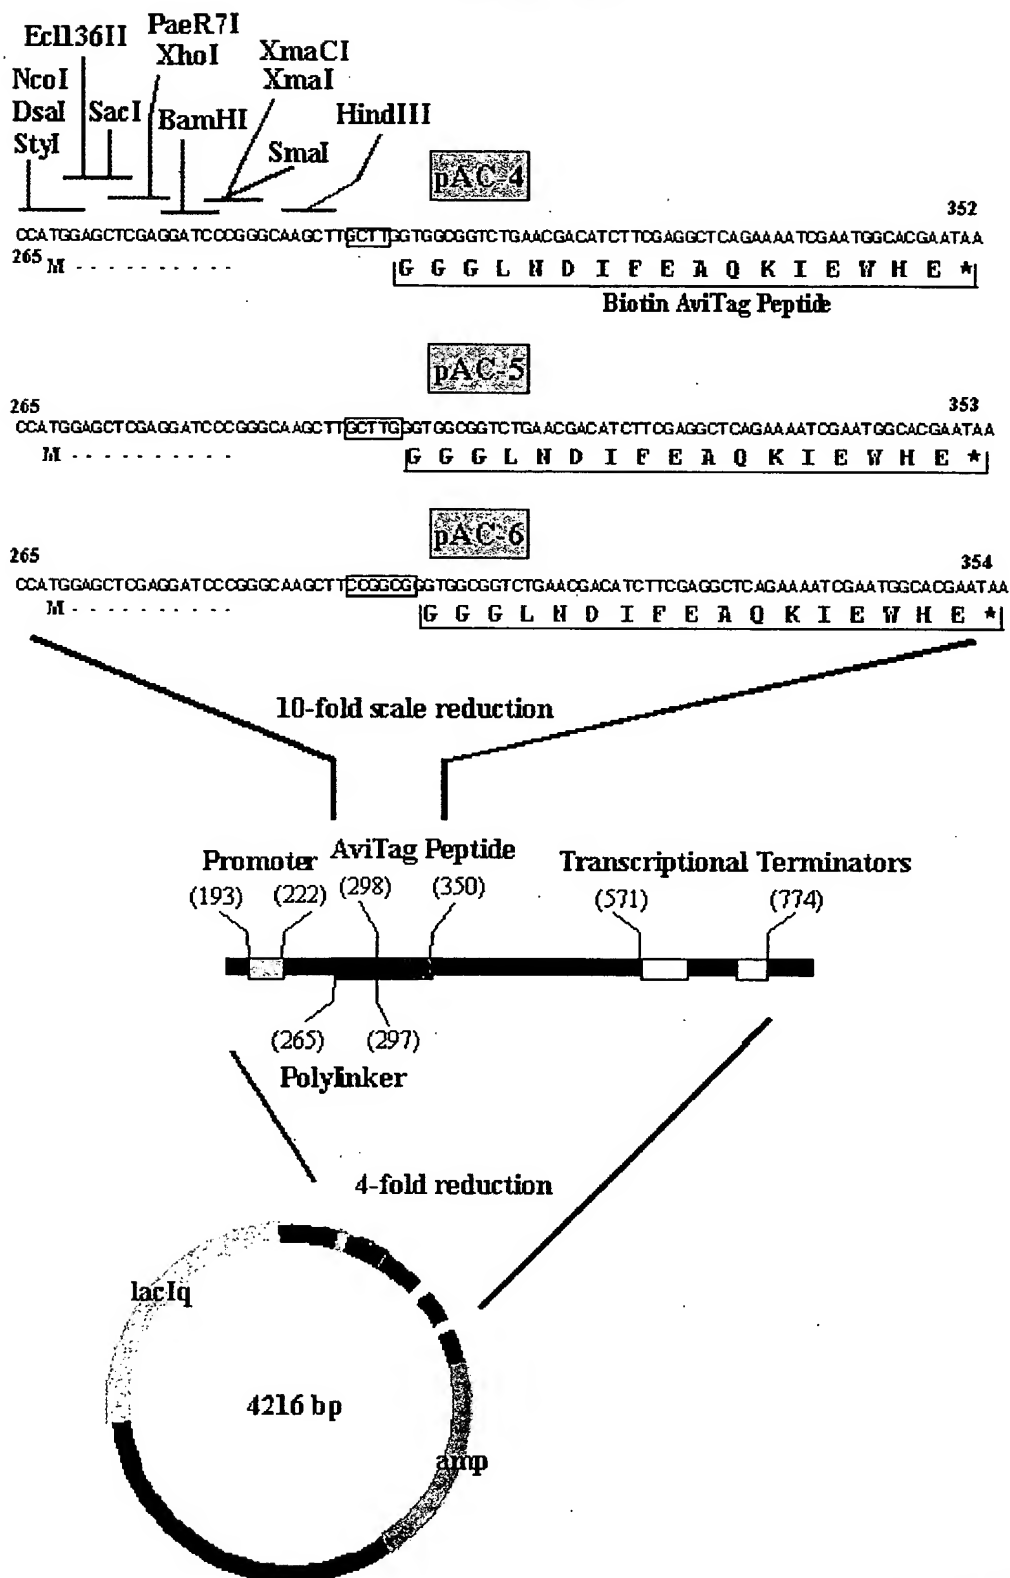 Ecl136II
PaeR7I
XhoI
XmaCI
XmaI
NcoI
DsaI
StyI
SacI
BamHI
HindIII
SmaI
pAC-4
352
CCATGGAGCTCGAGGATCCCGGGCAAGCTTGCTTGGTGGCGGTCTGAACGACATCTTCGAGGCTCAGAAAATCGAATGGCACGAATAA
265 M - - - - - - - - - -
G G G L N D I F E A Q K I E W H E *
Biotin AviTag Peptide
pAC-5
265
353
CCATGGAGCTCGAGGATCCCGGGCAAGCTTGCTTGGGTGGCGGTCTGAACGACATCTTCGAGGCTCAGAAAATCGAATGGCACGAATAA
M - - - - - - - - - -
G G G L N D I F E A Q K I E W H E *
pAC-6
265
354
CCATGGAGCTCGAGGATCCCGGGCAAGCTTCCGGCGGGTGGCGGTCTGAACGACATCTTCGAGGCTCAGAAAATCGAATGGCACGAATAA
M - - - - - - - - - -
G G G L N D I F E A Q K I E W H E *
10-fold scale reduction
Promoter
AviTag Peptide
Transcriptional Terminators
(193) (222) (298) (350) (571) (774)
(265) (297)
Polylinker
4-fold reduction
lacIq
4216 bp
amp